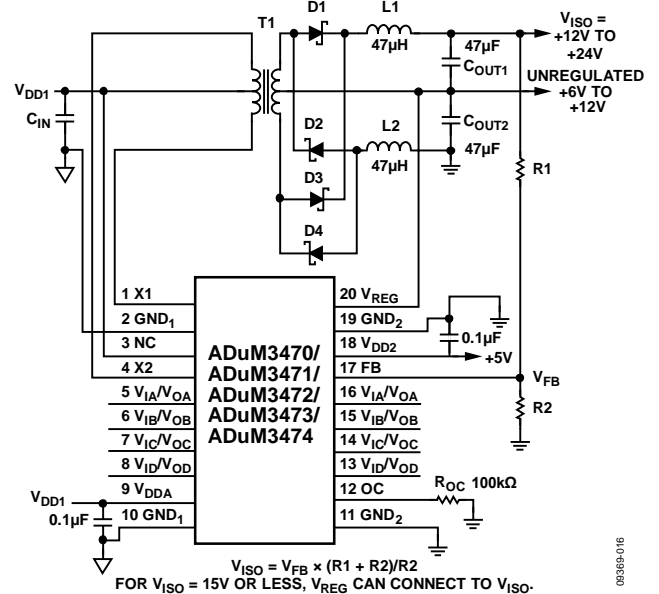 T1
D1
L1
47µH
47µF
C_OUT1
V_ISO =
+12V TO
+24V
UNREGULATED
+6V TO
+12V
V_DD1
C_IN
D2
L2
47µH
C_OUT2
47µF
D3
R1
D4
1 X1
2 GND₁
3 NC
4 X2
5 V_IA/V_OA
6 V_IB/V_OB
7 V_IC/V_OC
8 V_ID/V_OD
9 V_DDA
10 GND₁
ADuM3470/
ADuM3471/
ADuM3472/
ADuM3473/
ADuM3474
20 V_REG
19 GND₂
18 V_DD2
17 FB
16 V_IA/V_OA
15 V_IB/V_OB
14 V_IC/V_OC
13 V_ID/V_OD
12 OC
11 GND₂
0.1µF
+5V
V_FB
R2
R_OC 100kΩ
V_DD1
0.1µF
V_ISO = V_FB × (R1 + R2)/R2
FOR V_ISO = 15V OR LESS, V_REG CAN CONNECT TO V_ISO.
09369-016